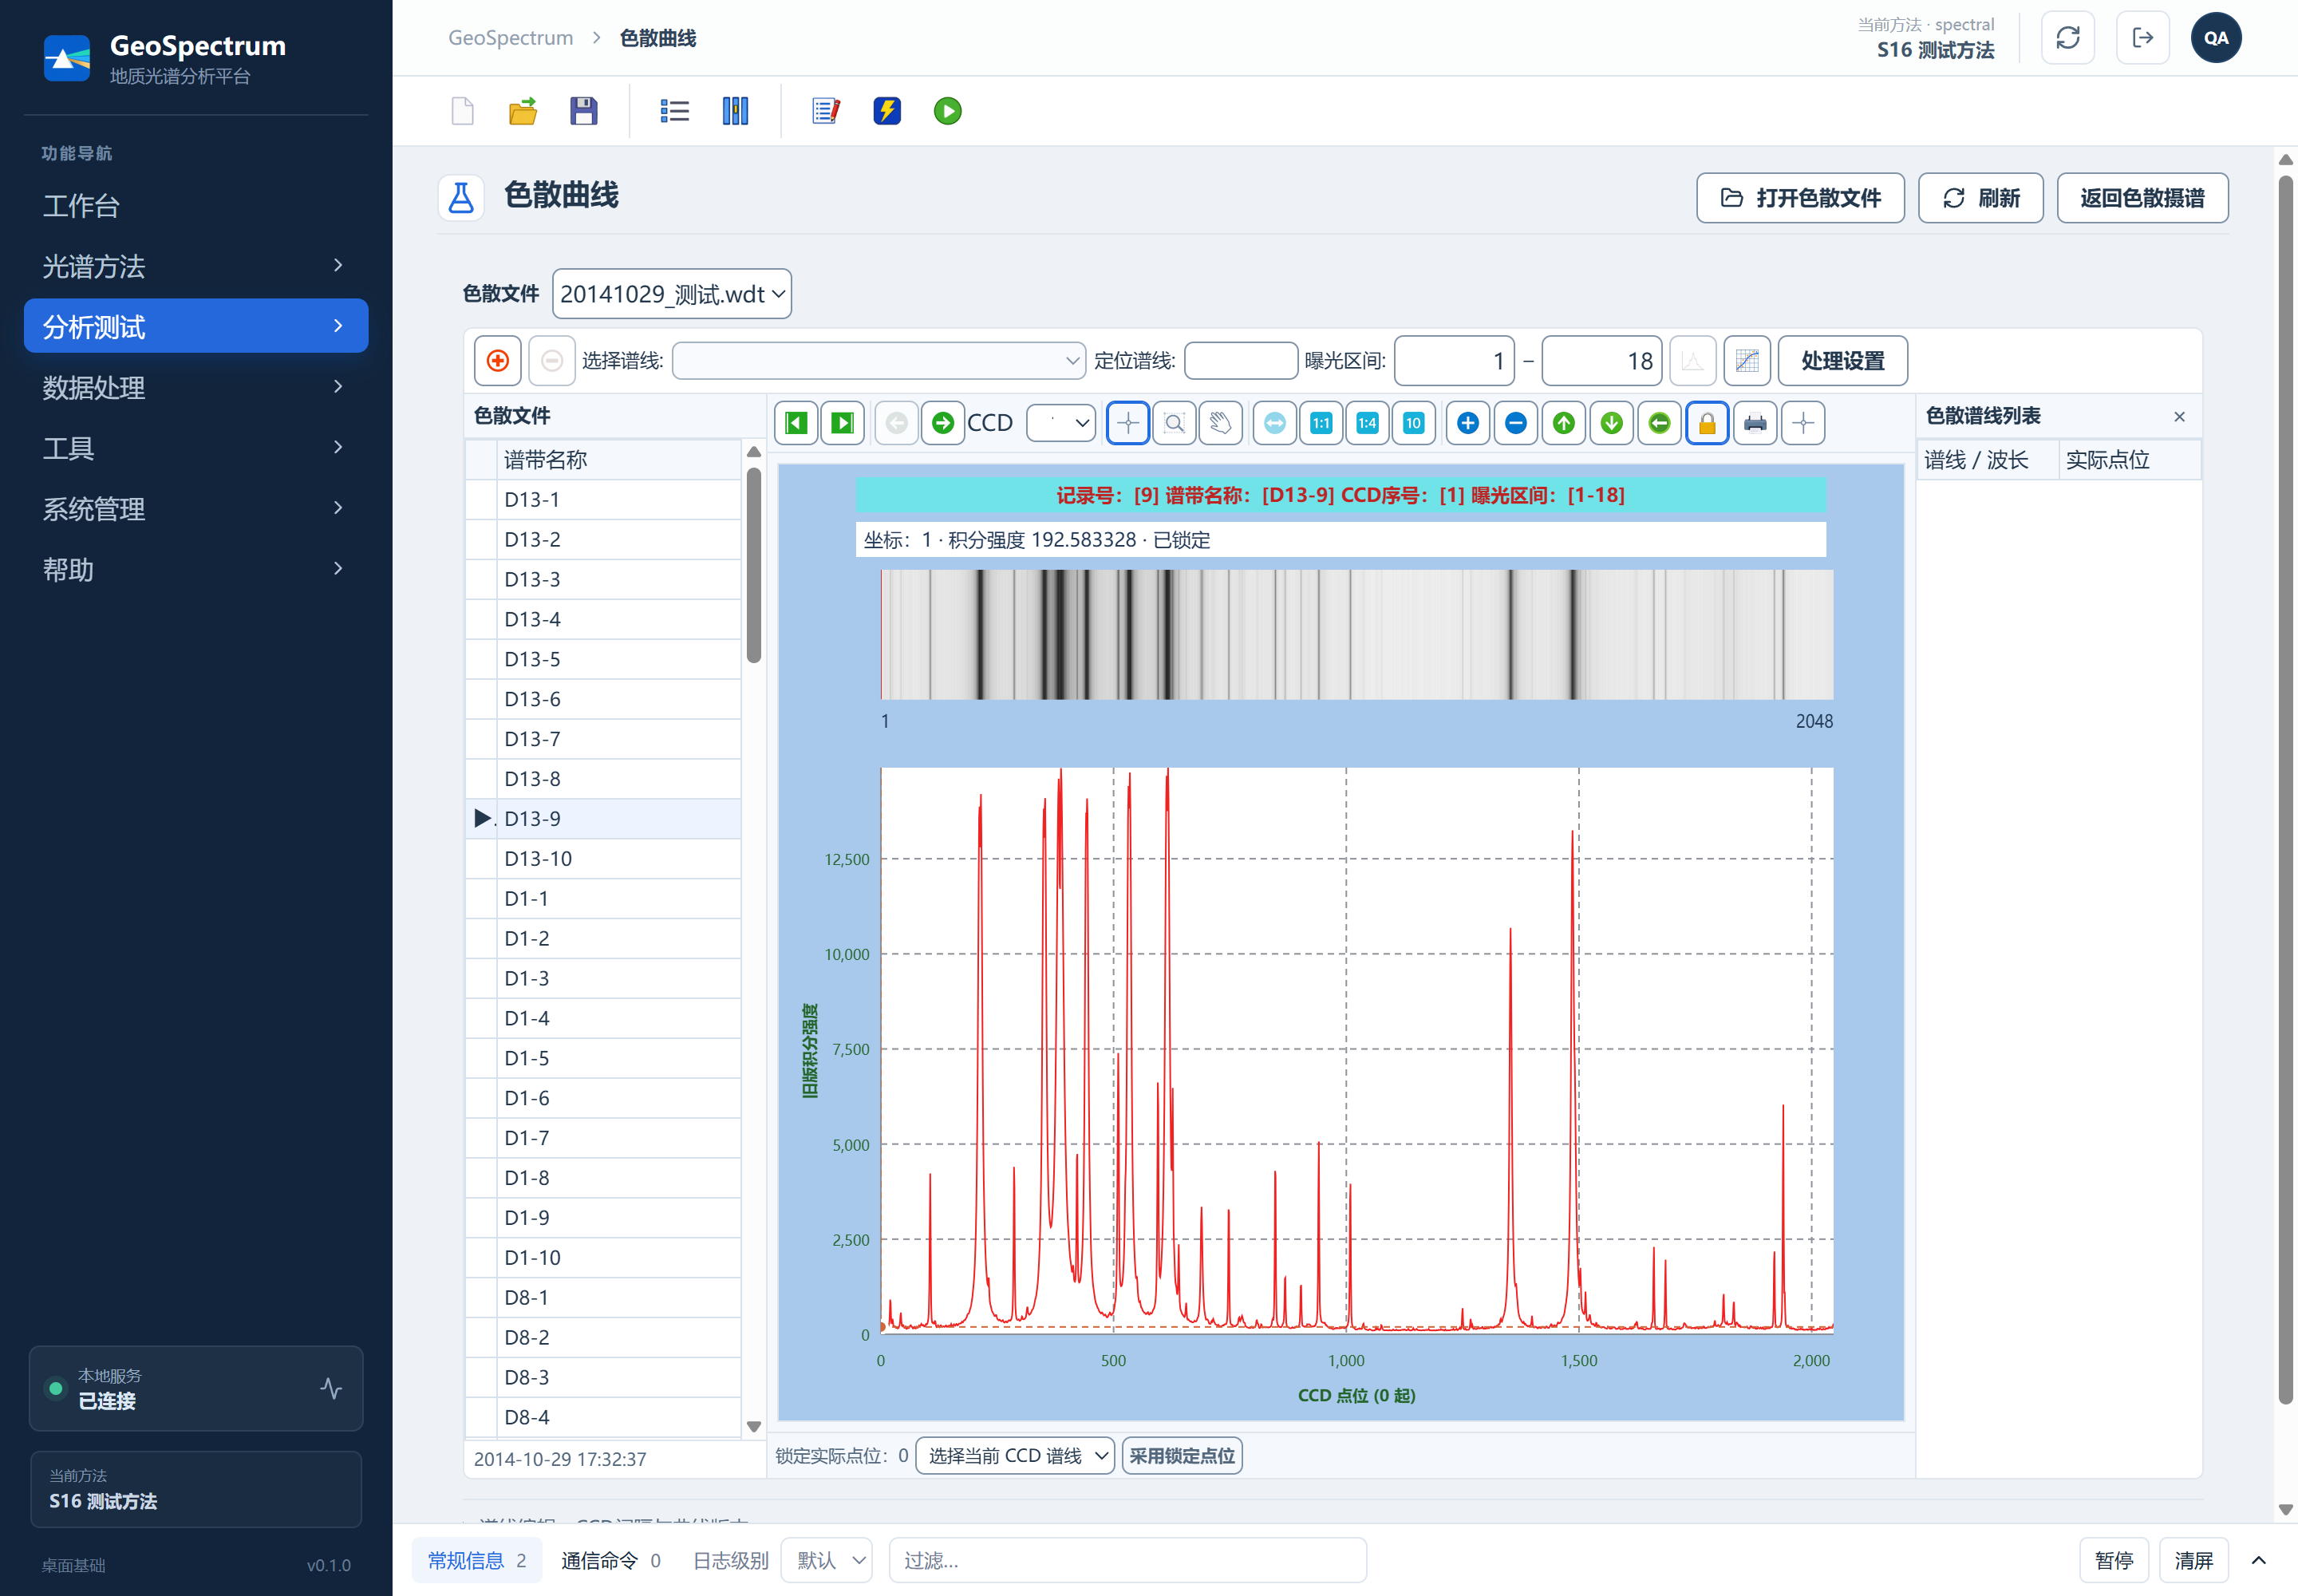 GeoSpectrum
地质光谱分析平台
功能导航
工作台
光谱方法
分析测试
数据处理
工具
系统管理
帮助
本地服务
已连接
当前方法
S16 测试方法
桌面基础 v0.1.0
GeoSpectrum > 色散曲线
当前方法 · spectral
S16 测试方法
QA
色散曲线
打开色散文件
刷新
返回色散摄谱
色散文件 20141029_测试.wdt
选择谱线: 定位谱线: 曝光区间: 1 – 18 处理设置
色散文件
谱带名称
D13-1
D13-2
D13-3
D13-4
D13-5
D13-6
D13-7
D13-8
D13-9
D13-10
D1-1
D1-2
D1-3
D1-4
D1-5
D1-6
D1-7
D1-8
D1-9
D1-10
D8-1
D8-2
D8-3
D8-4
2014-10-29 17:32:37
CCD 1:1 1:4 10
记录号：[9] 谱带名称：[D13-9] CCD序号：[1] 曝光区间：[1-18]
坐标：1 · 积分强度 192.583328 · 已锁定
1 2048
12,500
10,000
7,500
5,000
2,500
0
旧版积分强度
0 500 1,000 1,500 2,000
CCD 点位 (0 起)
锁定实际点位：0 选择当前 CCD 谱线 采用锁定点位
色散谱线列表 ×
谱线 / 波长 实际点位
常规信息 2 通信命令 0 日志级别 默认 过滤... 暂停 清屏